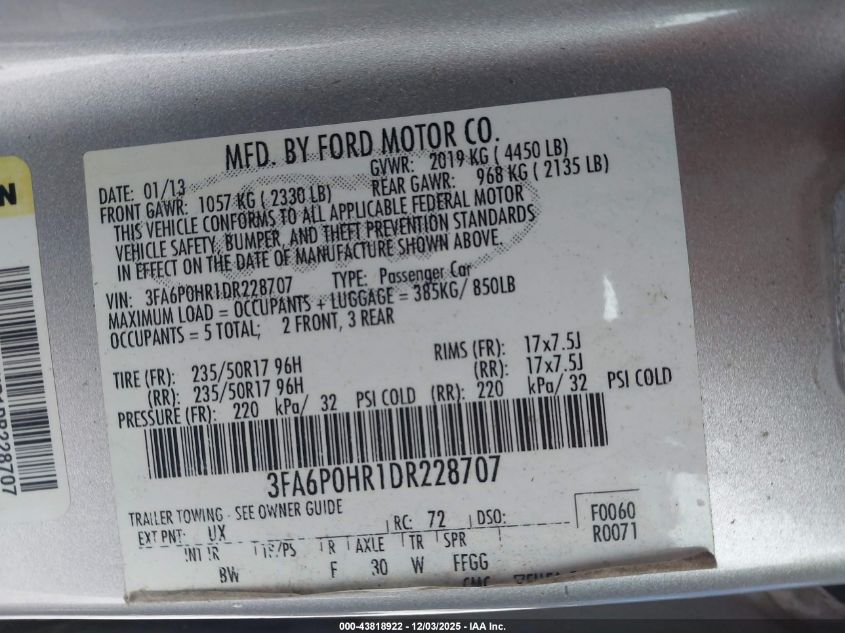 MFD. BY FORD MOTOR CO.
DATE: 01/13 GVWR: 2019 KG ( 4450 LB)
FRONT GAWR: 1057 KG ( 2330 LB) REAR GAWR: 968 KG ( 2135 LB)
THIS VEHICLE CONFORMS TO ALL APPLICABLE FEDERAL MOTOR
VEHICLE SAFETY, BUMPER, AND THEFT PREVENTION STANDARDS
IN EFFECT ON THE DATE OF MANUFACTURE SHOWN ABOVE.
VIN: 3FA6P0HR1DR228707 TYPE: Passenger Car
MAXIMUM LOAD = OCCUPANTS + LUGGAGE = 385KG/ 850LB
OCCUPANTS = 5 TOTAL; 2 FRONT, 3 REAR
TIRE (FR): 235/50R17 96H RIMS (FR): 17x7.5J
(RR): 235/50R17 96H (RR): 17x7.5J
PRESSURE (FR): 220 kPa/ 32 PSI COLD (RR): 220 kPa/ 32 PSI COLD
3FA6P0HR1DR228707
TRAILER TOWING - SEE OWNER GUIDE
EXT PNT: UX RC: 72 DSO: F0060
R0071
INT TR TP/PS R AXLE TR SPR
BW F 30 W FFGG
N
1DR228707
000-43818922 - 12/03/2025 - IAA Inc.